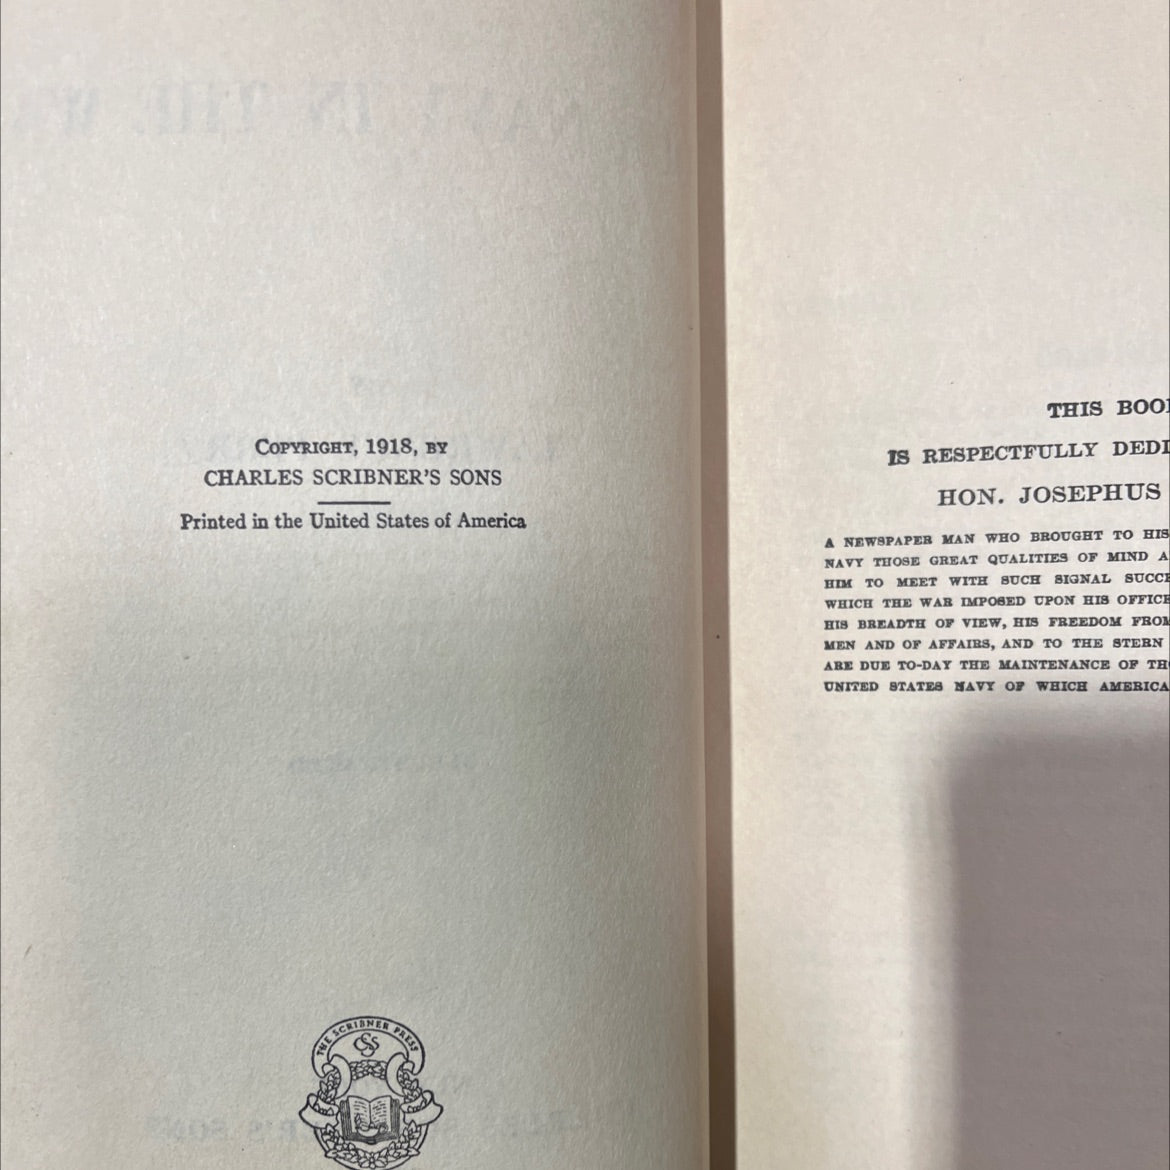 COPYRIGHT, 1918, BY
CHARLES SCRIBNER'S SONS
Printed in the United States of America
THE SCRIBNER PRESS
CSS
THIS BOO
IS RESPECTFULLY DEDI
HON. JOSEPHUS
A NEWSPAPER MAN WHO BROUGHT TO HIS
NAVY THOSE GREAT QUALITIES OF MIND A
HIM TO MEET WITH SUCH SIGNAL SUCCE
WHICH THE WAR IMPOSED UPON HIS OFFICE
HIS BREADTH OF VIEW, HIS FREEDOM FROM
MEN AND OF AFFAIRS, AND TO THE STERN
ARE DUE TO-DAY THE MAINTENANCE OF TH
UNITED STATES NAVY OF WHICH AMERICA